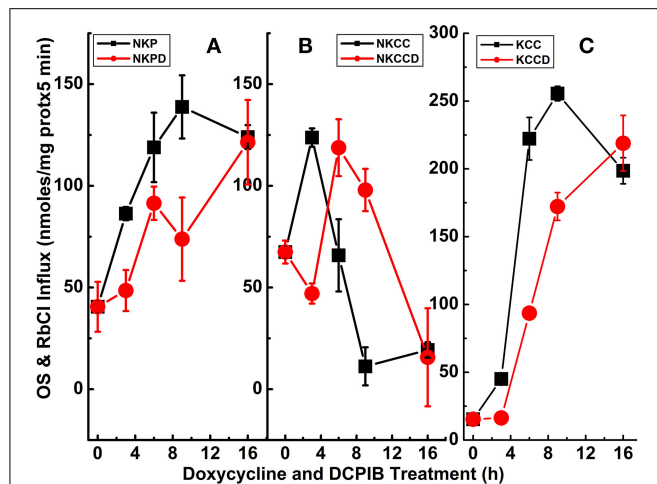 NKP
NKPD
A
B
NKCC
NKCCD
KCC
KCCD
C
OS & RbCl Influx (nmoles/mg protx5 min)
150
100
50
0
150
100
50
0
300
250
200
150
100
50
0
0 4 8 12 16
0 4 8 12 16
0 4 8 12 16
Doxycycline and DCPIB Treatment (h)